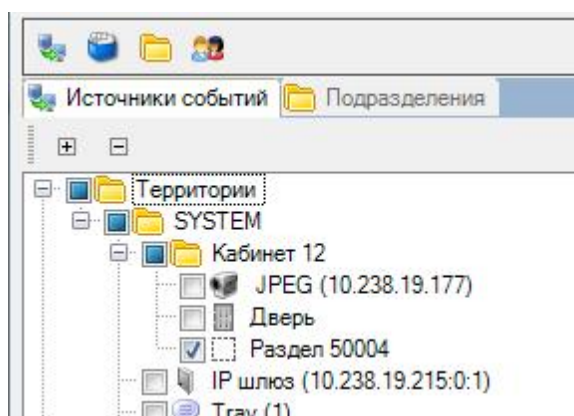 Источники событий Подразделения
Территории
SYSTEM
Кабинет 12
JPEG (10.238.19.177)
Дверь
Раздел 50004
IP шлюз (10.238.19.215:0:1)
Tray (1)